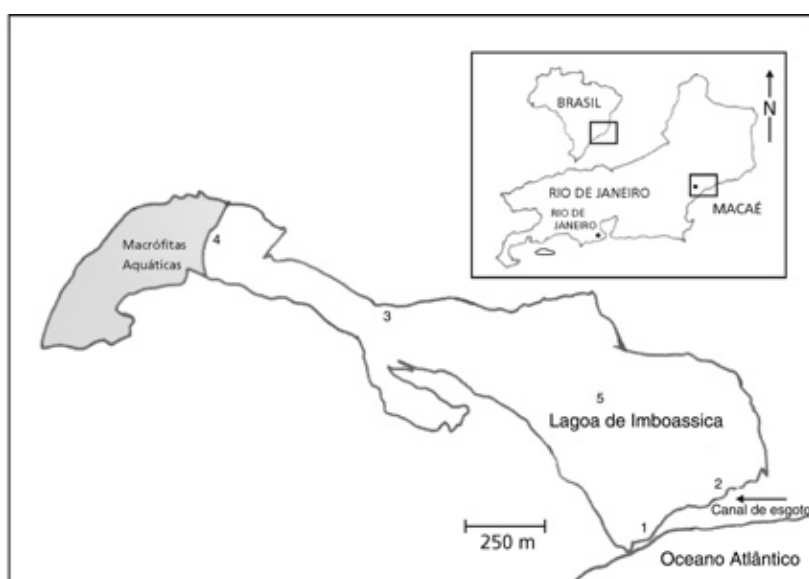 BRASIL
N
RIO DE JANEIRO
RIO DE
JANEIRO
MACAÉ
Macrófitas
Aquáticas
4
3
5
Lagoa de Imboassica
2
Canal de esgoto
1
250 m
Oceano Atlântico